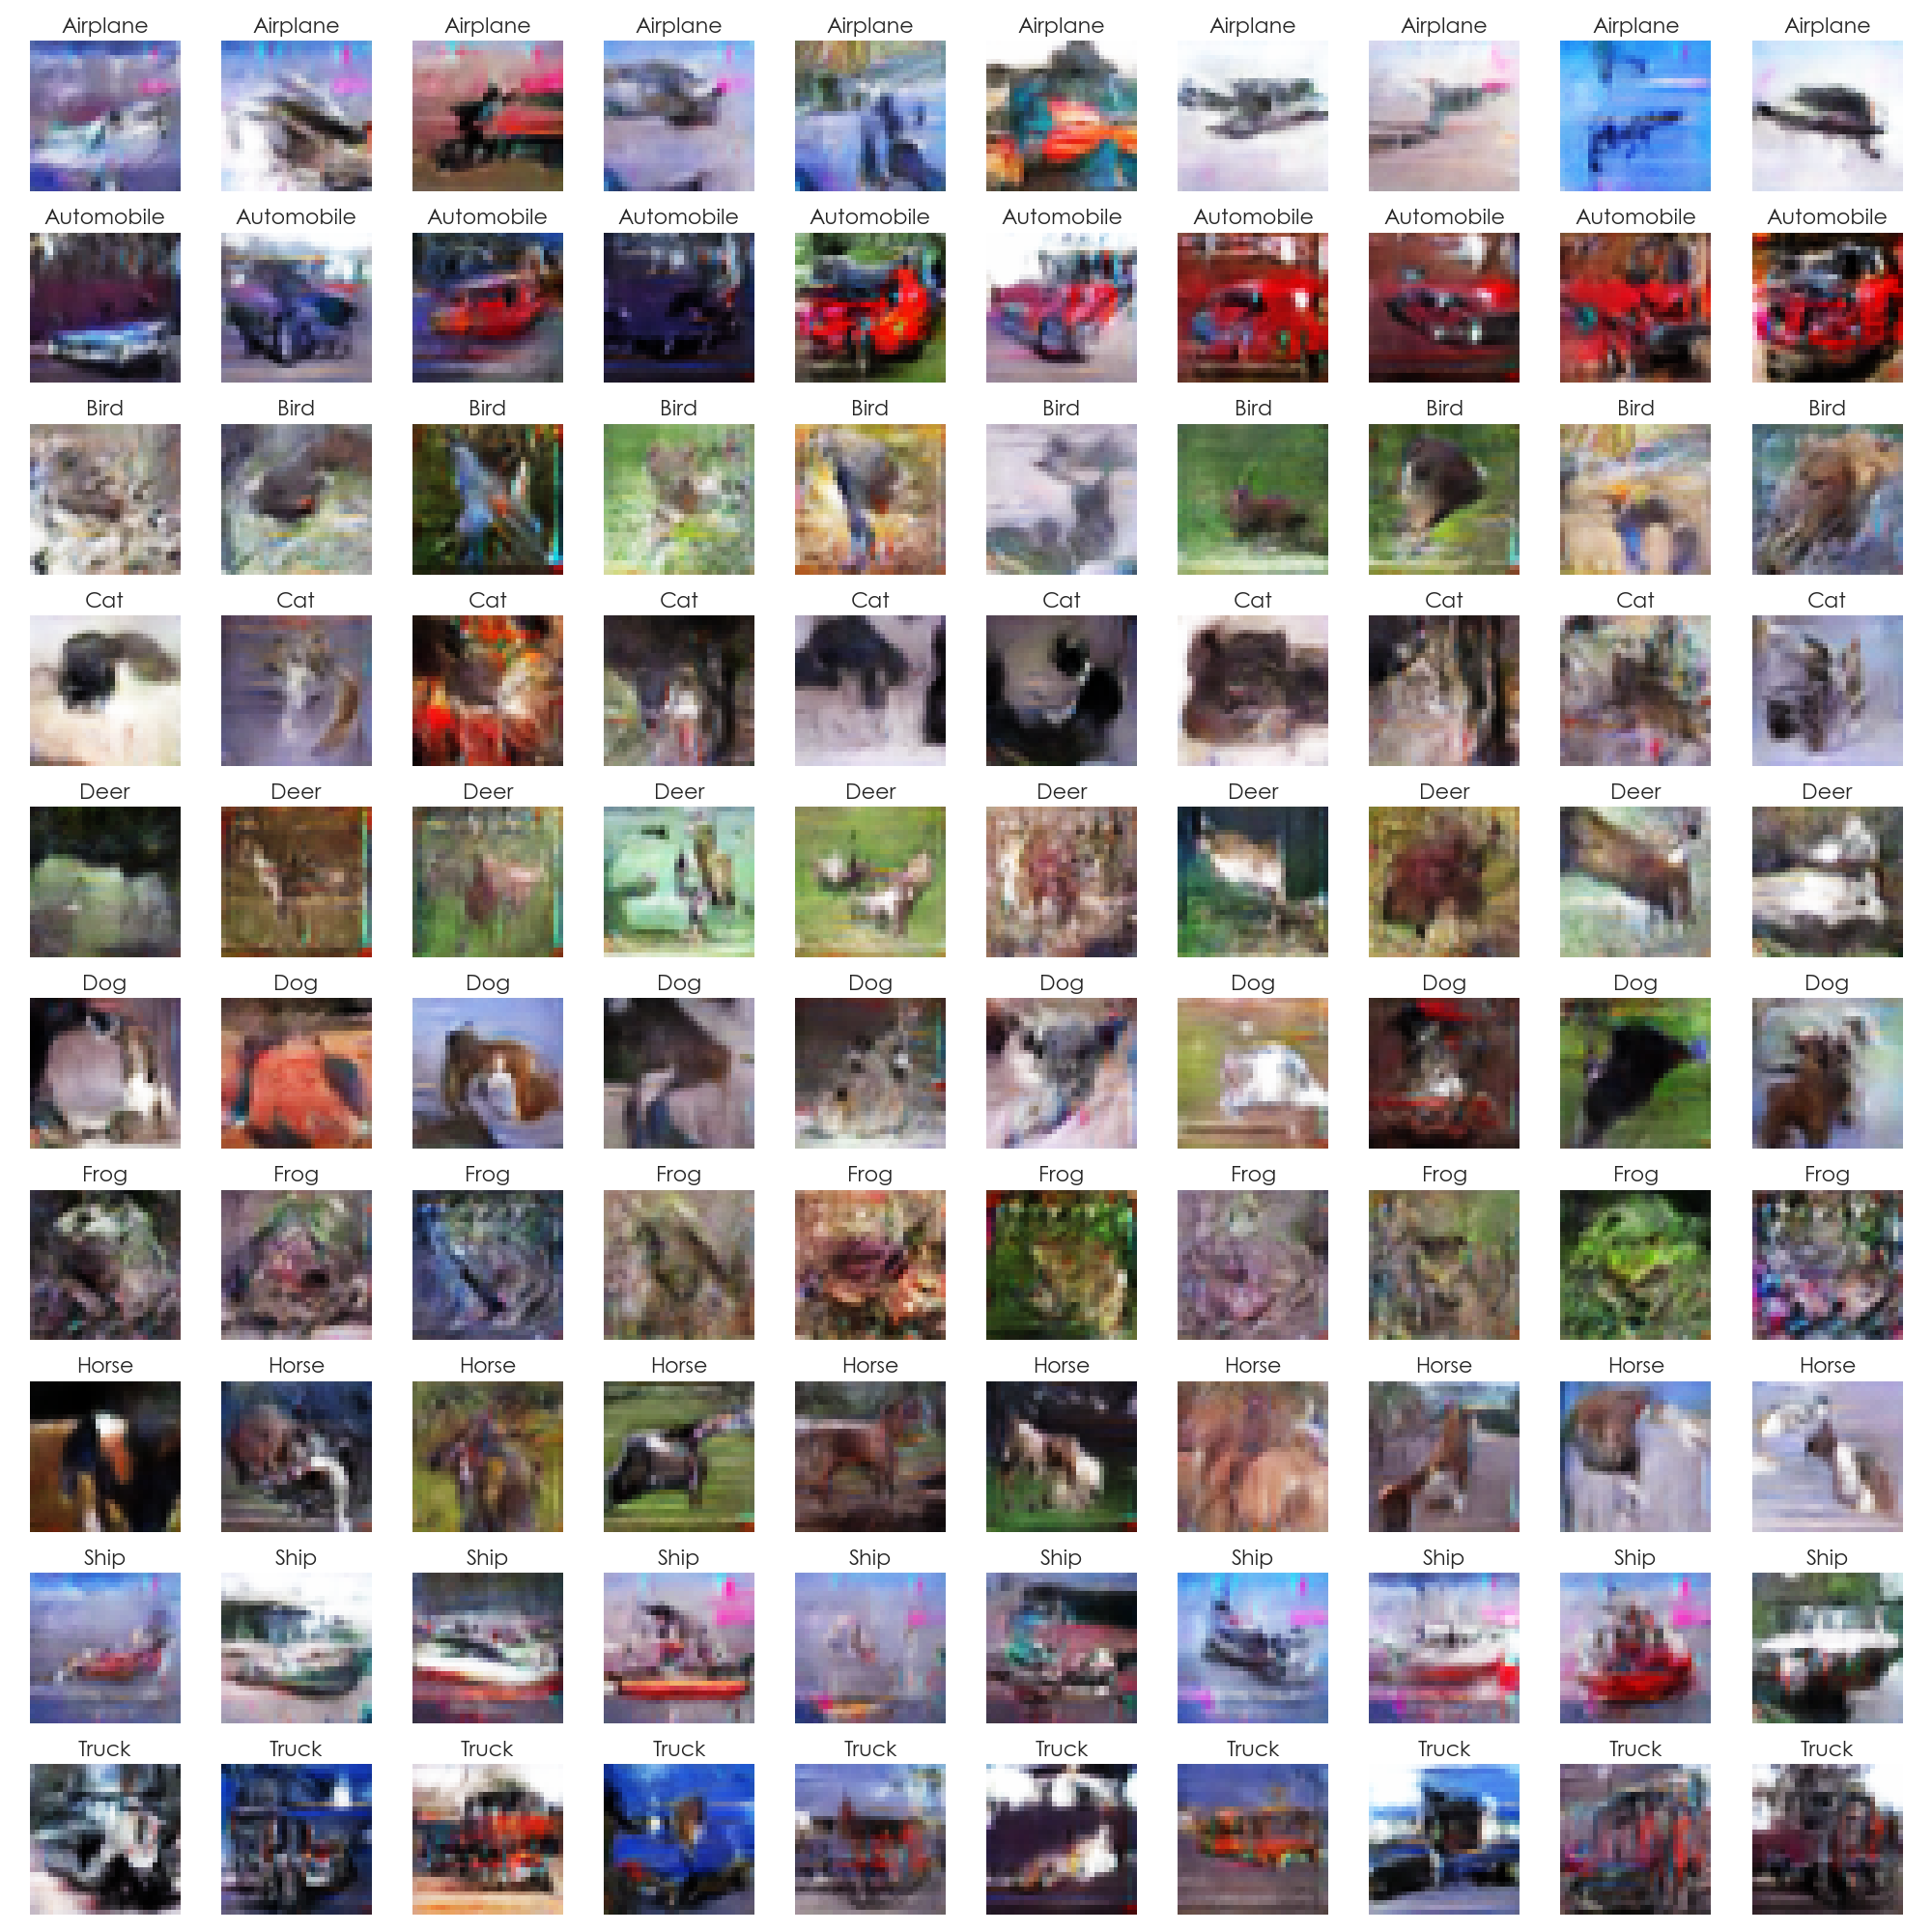 Airplane Airplane Airplane Airplane Airplane Airplane Airplane Airplane Airplane Airplane
Automobile Automobile Automobile Automobile Automobile Automobile Automobile Automobile Automobile Automobile
Bird Bird Bird Bird Bird Bird Bird Bird Bird Bird
Cat Cat Cat Cat Cat Cat Cat Cat Cat Cat
Deer Deer Deer Deer Deer Deer Deer Deer Deer Deer
Dog Dog Dog Dog Dog Dog Dog Dog Dog Dog
Frog Frog Frog Frog Frog Frog Frog Frog Frog Frog
Horse Horse Horse Horse Horse Horse Horse Horse Horse Horse
Ship Ship Ship Ship Ship Ship Ship Ship Ship Ship
Truck Truck Truck Truck Truck Truck Truck Truck Truck Truck